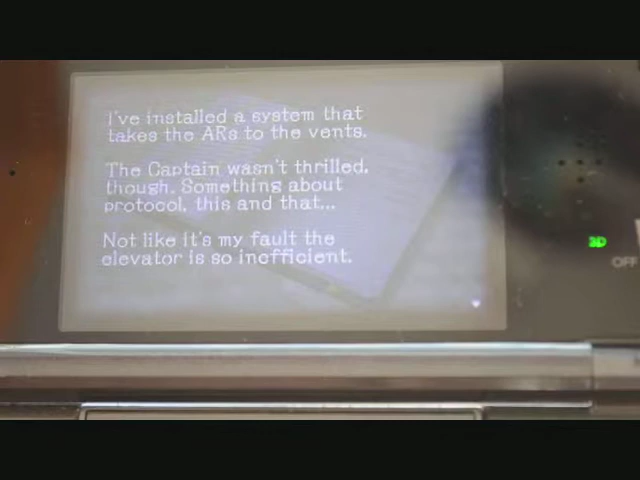 I've installed a system that
takes the ARs to the vents.
The Captain wasn't thrilled,
though. Something about
protocol, this and that...
Not like it's my fault the
elevator is so inefficient.
3D
OFF